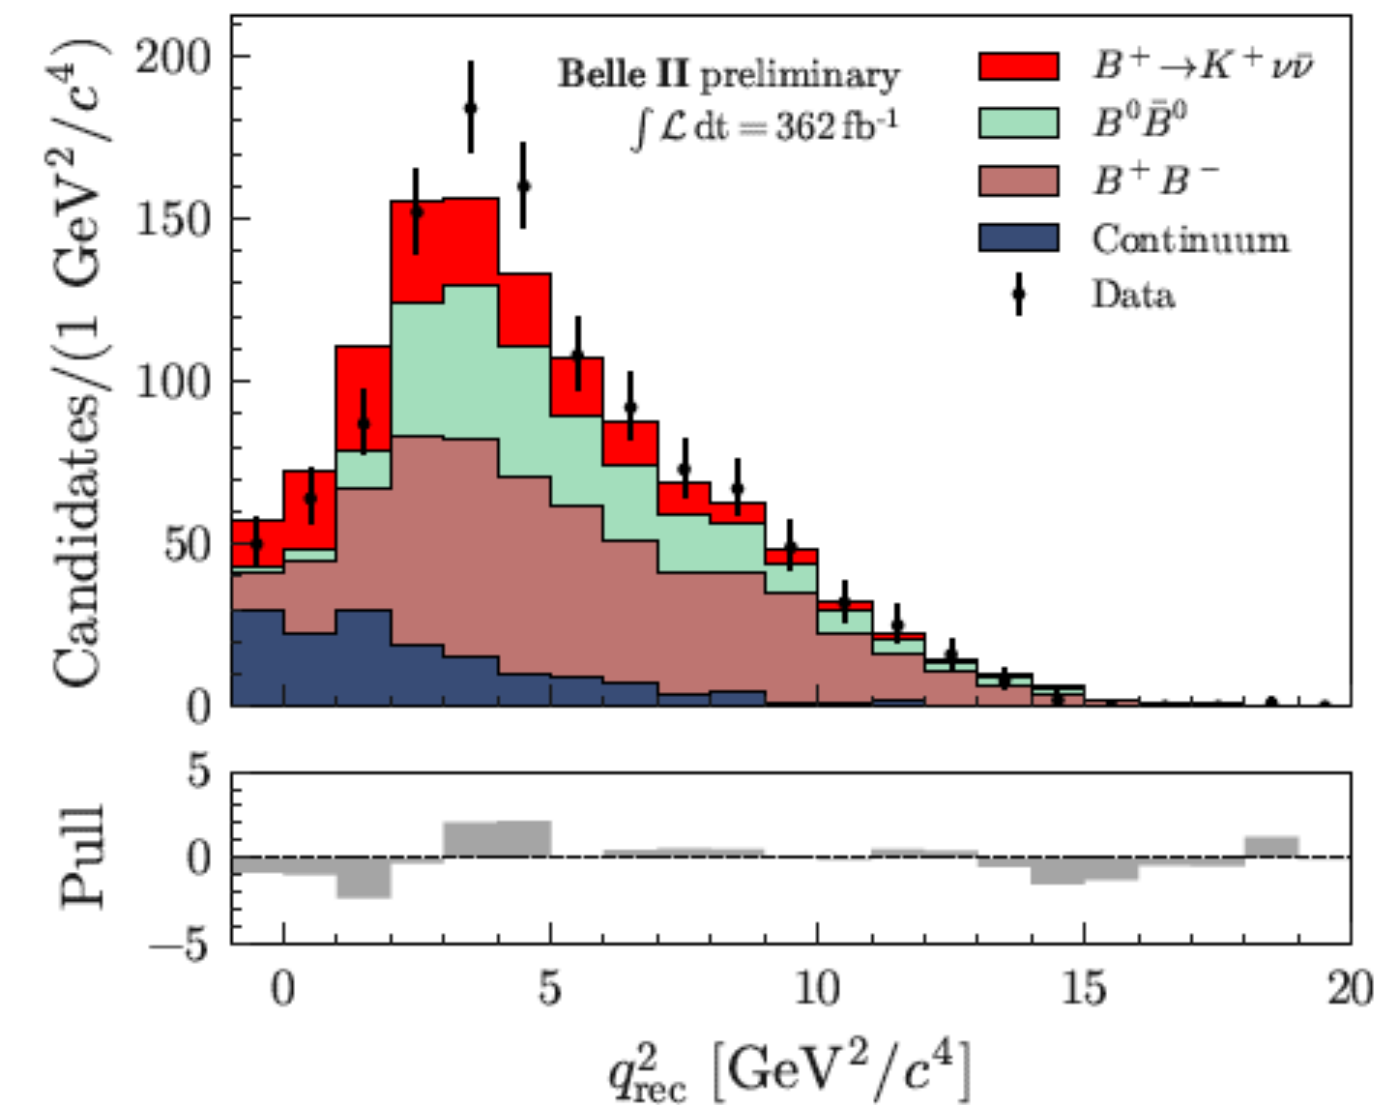 Candidates/(1 GeV²/c⁴)
200
150
100
50
0
Belle II preliminary
∫ ℒ dt = 362 fb⁻¹
B⁺→K⁺νν̄
B⁰B̄⁰
B⁺B⁻
Continuum
Data
Pull
5
0
−5
0 5 10 15 20
q²rec [GeV²/c⁴]